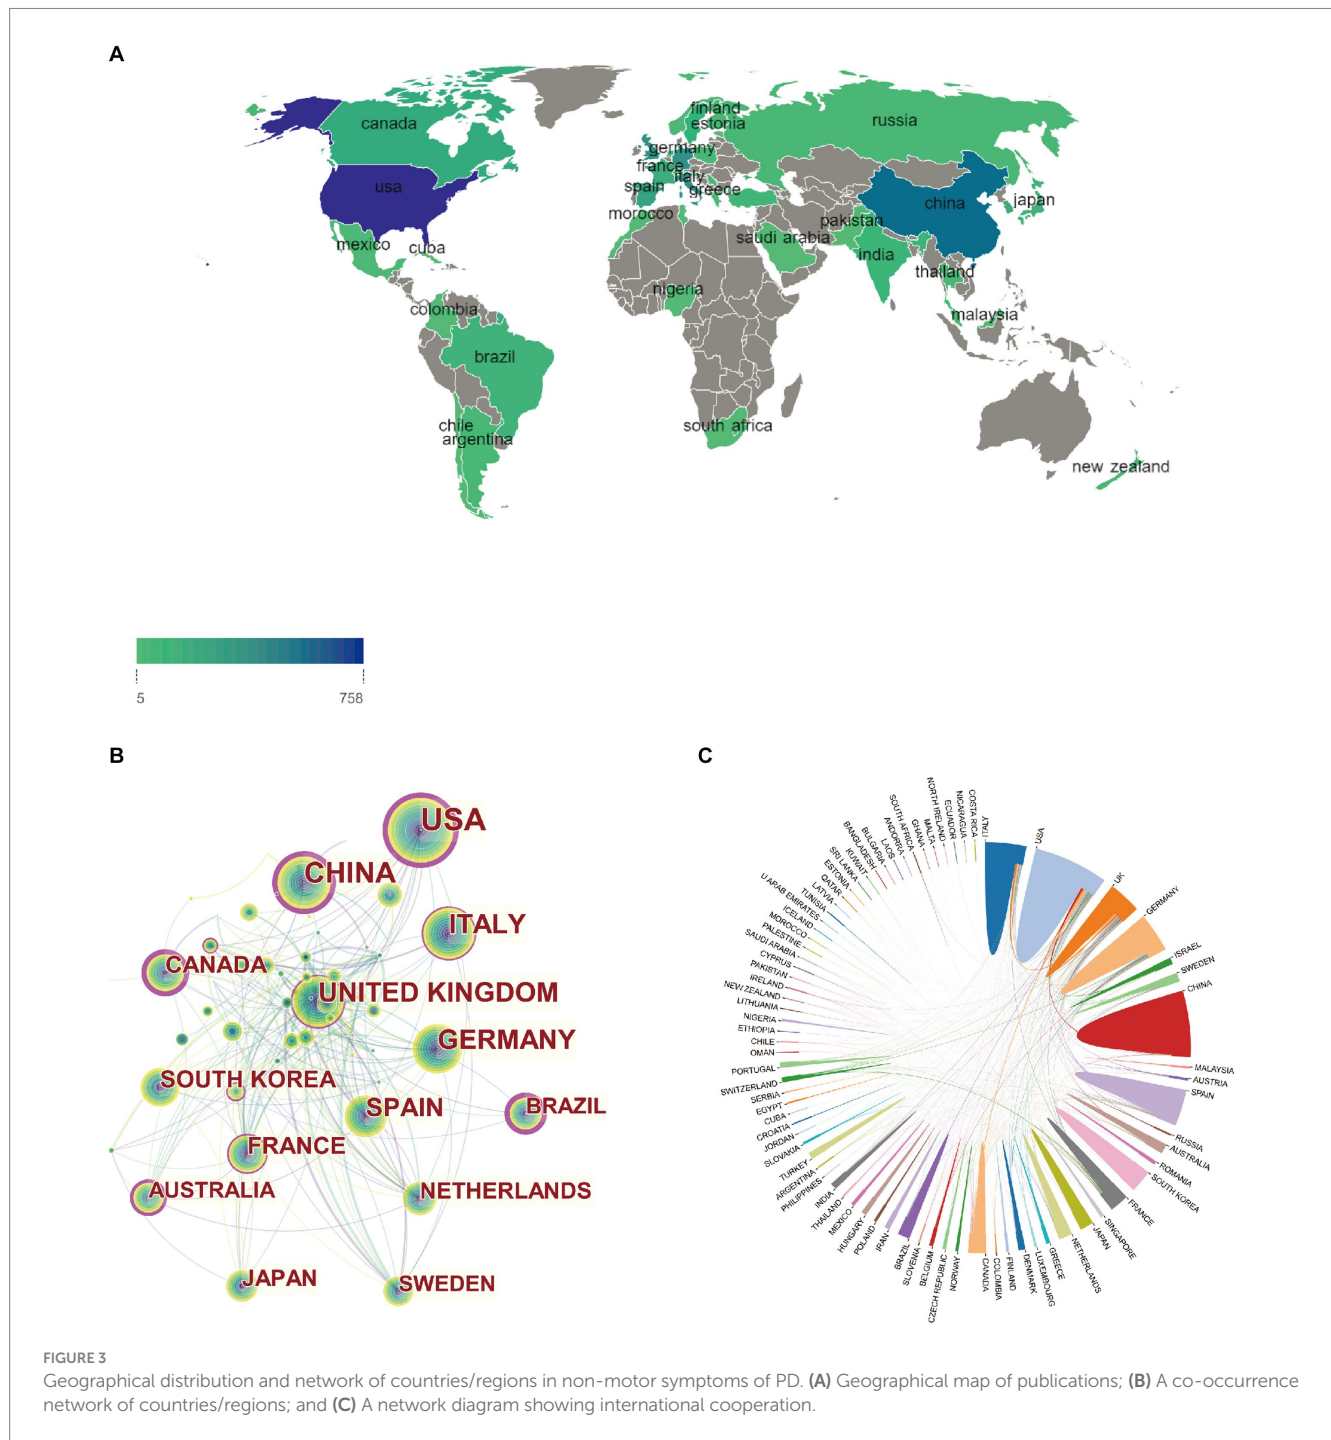 A
canada
usa
mexico
cuba
colombia
brazil
chile
argentina
finland
estonia
germany
france
italy
spain
greece
morocco
nigeria
south africa
russia
china
japan
pakistan
saudi arabia
india
thailand
malaysia
new zealand
5
758
B
USA
CHINA
ITALY
CANADA
UNITED KINGDOM
GERMANY
SOUTH KOREA
SPAIN
BRAZIL
FRANCE
AUSTRALIA
NETHERLANDS
JAPAN
SWEDEN
C
ITALY
USA
UK
GERMANY
ISRAEL
SWEDEN
CHINA
MALAYSIA
AUSTRIA
SPAIN
RUSSIA
AUSTRALIA
ROMANIA
SOUTH KOREA
FRANCE
SINGAPORE
JAPAN
NETHERLANDS
GREECE
LUXEMBOURG
DENMARK
FINLAND
COLOMBIA
CANADA
NORWAY
CZECH REPUBLIC
BELGIUM
SLOVENIA
BRAZIL
IRAN
POLAND
HUNGARY
MEXICO
THAILAND
INDIA
PHILIPPINES
ARGENTINA
TURKEY
SLOVAKIA
JORDAN
CROATIA
CUBA
EGYPT
SERBIA
SWITZERLAND
PORTUGAL
OMAN
CHILE
ETHIOPIA
NIGERIA
LITHUANIA
NEW ZEALAND
IRELAND
PAKISTAN
CYPRUS
SAUDI ARABIA
PALESTINE
MOROCCO
ICELAND
U ARAB EMIRATES
TUNISIA
LATVIA
QATAR
ESTONIA
SRI LANKA
KUWAIT
BANGLADESH
BULGARIA
LAOS
ANDORRA
SOUTH AFRICA
GHANA
MALTA
NORTH IRELAND
ECUADOR
NICARAGUA
COSTA RICA
FIGURE 3
Geographical distribution and network of countries/regions in non-motor symptoms of PD. (A) Geographical map of publications; (B) A co-occurrence
network of countries/regions; and (C) A network diagram showing international cooperation.